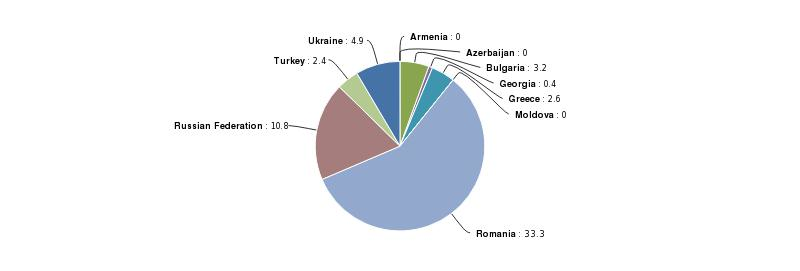 Armenia : 0
Azerbaijan : 0
Bulgaria : 3.2
Georgia : 0.4
Greece : 2.6
Moldova : 0
Romania : 33.3
Russian Federation : 10.8
Turkey : 2.4
Ukraine : 4.9